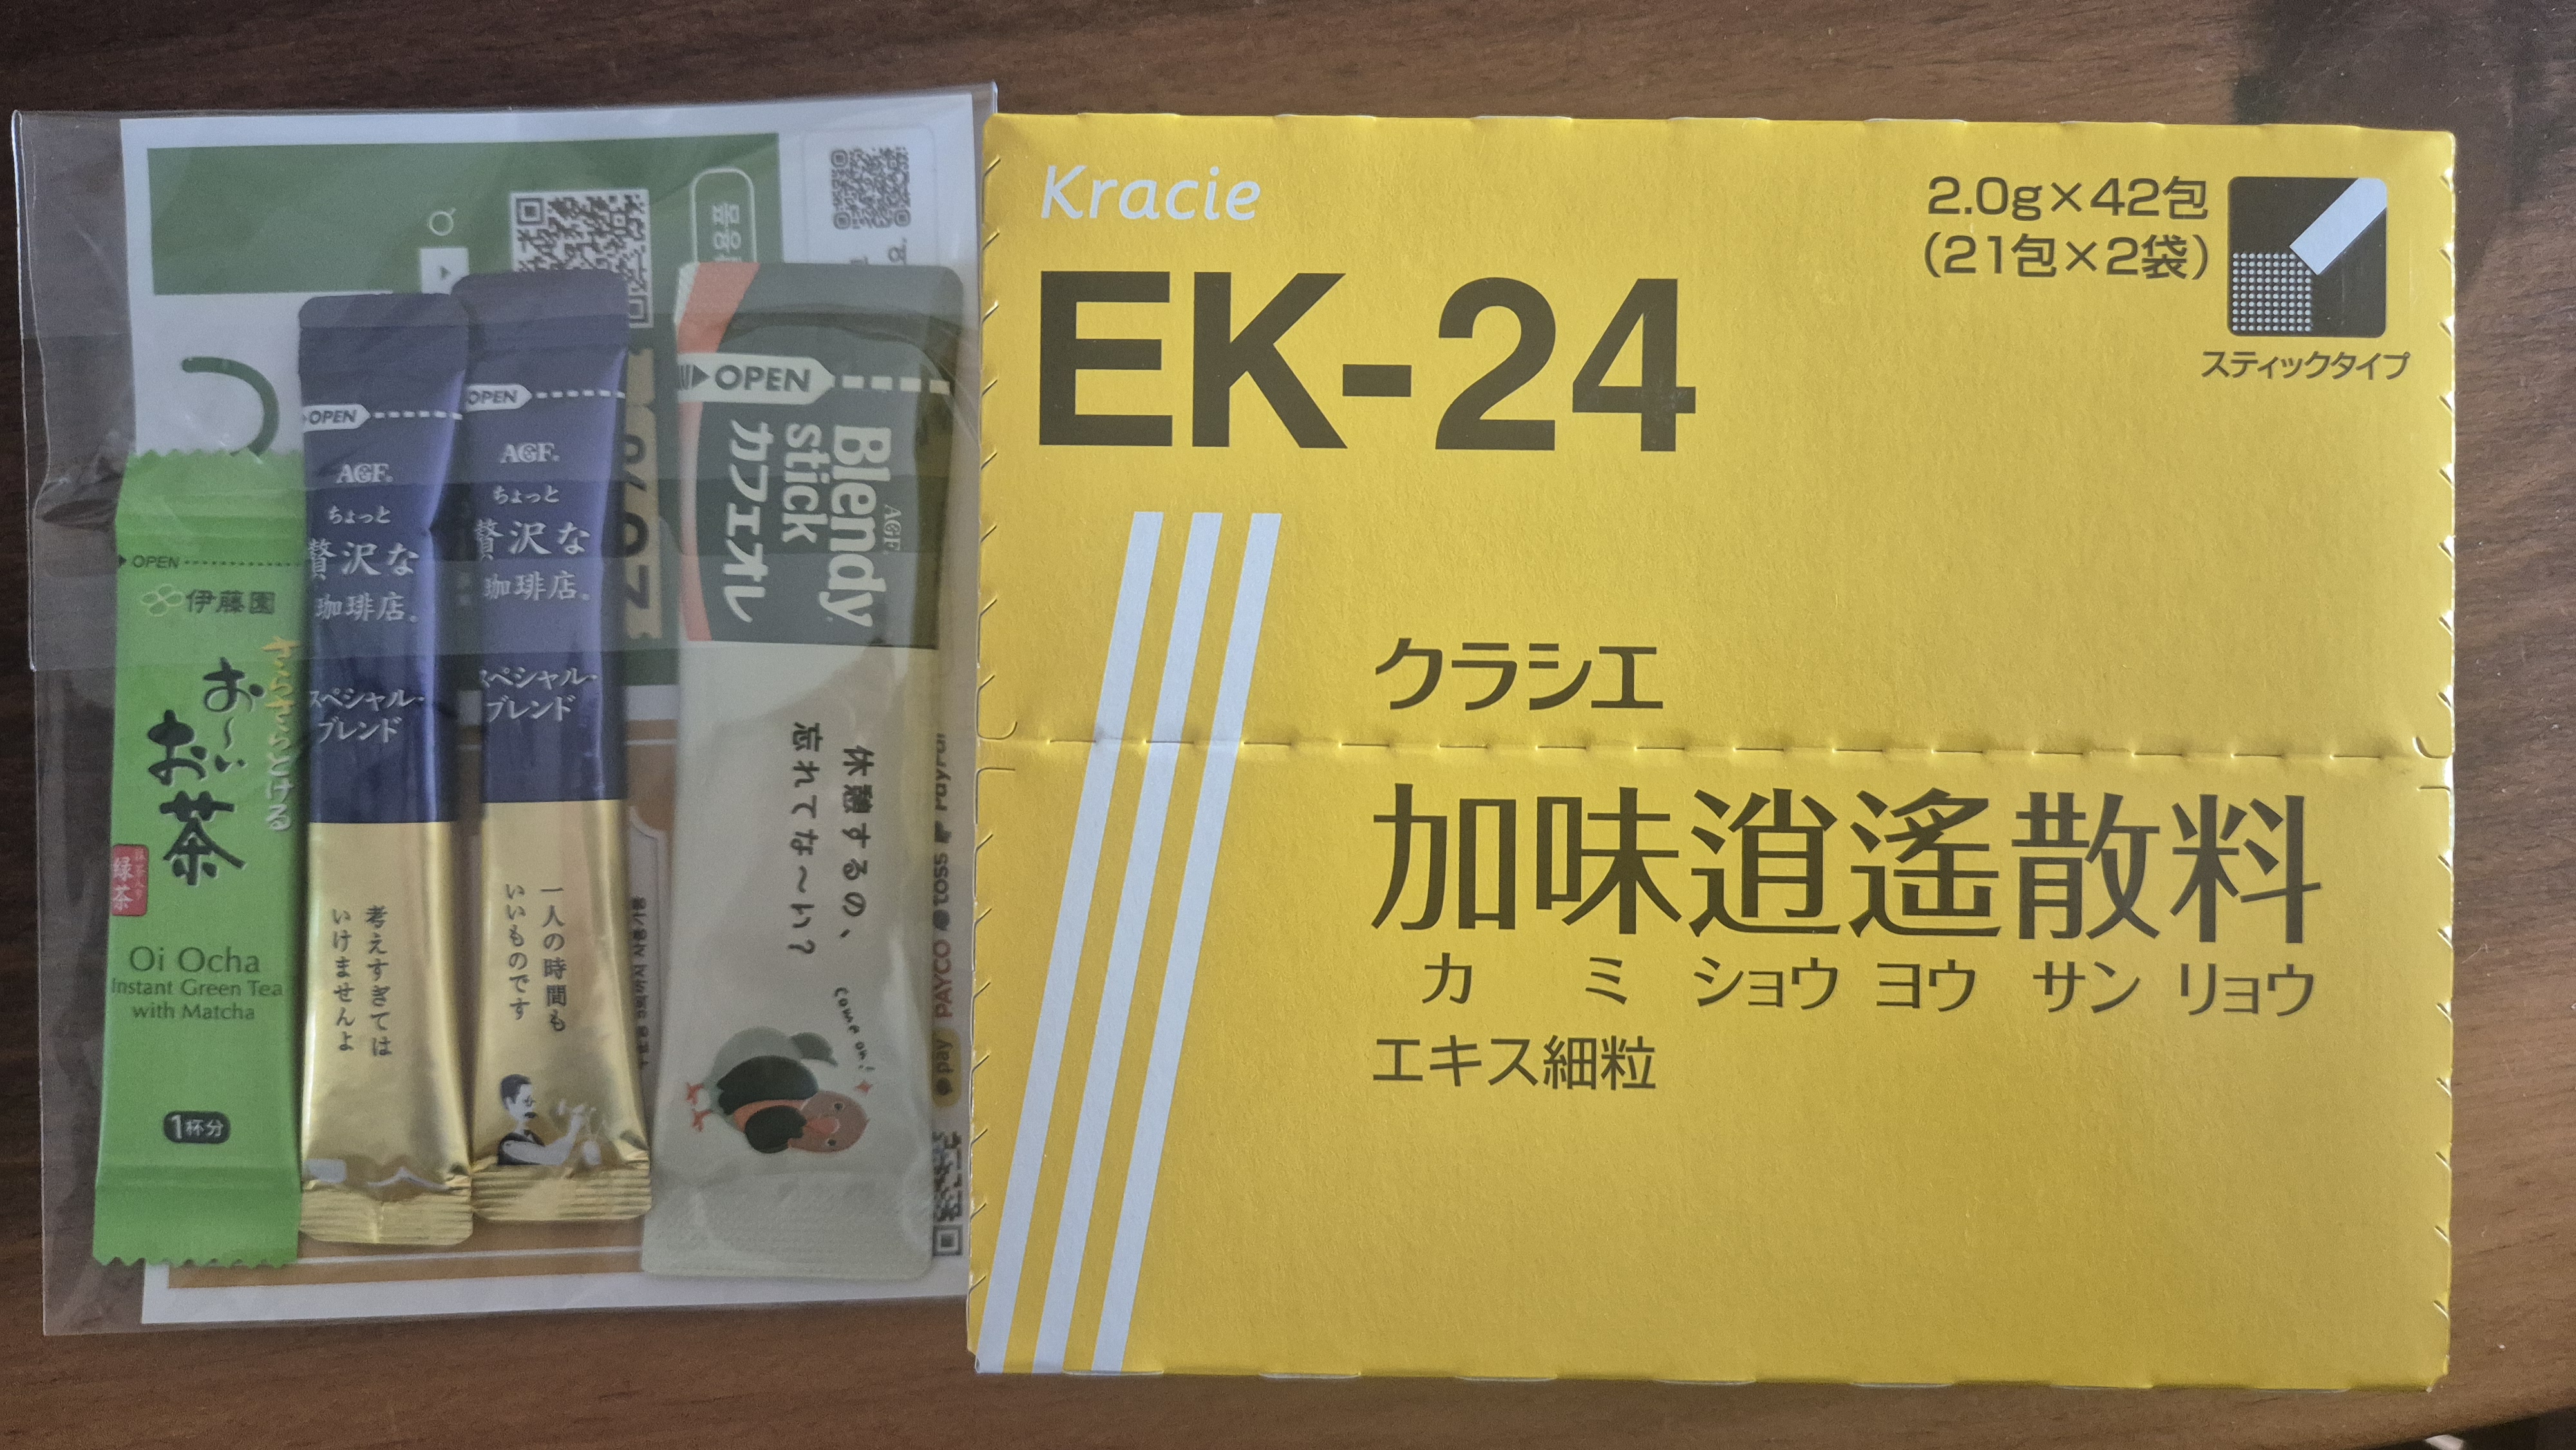 Kracie
EK-24
2.0g×42包
(21包×2袋)
スティックタイプ
クラシエ
加味逍遙散料
カ ミ ショウ ヨウ サン リョウ
エキス細粒
OPEN
伊藤園
さらさらとける
お〜いお茶
緑茶
Oi Ocha
Instant Green Tea
with Matcha
1杯分
OPEN
AGF®
ちょっと
贅沢な
珈琲店®
スペシャル・
ブレンド
考えすぎては
いけませんよ
OPEN
AGF®
ちょっと
贅沢な
珈琲店®
スペシャル・
ブレンド
一人の時間も
いいものです
OPEN
AGF
Blendy
stick
カフェオレ
休憩するの、
忘れてな〜い?
Come on!
pay PAYCO toss PayPal